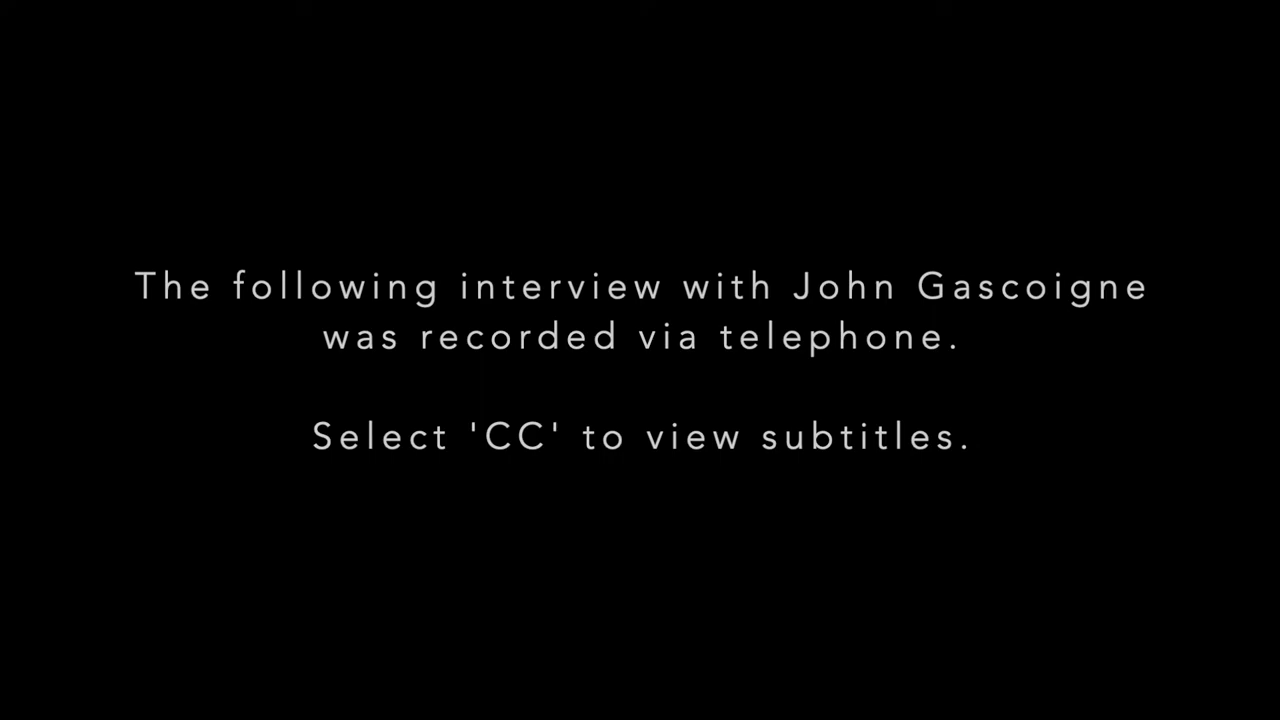 The following interview with John Gascoigne
was recorded via telephone.
Select 'CC' to view subtitles.